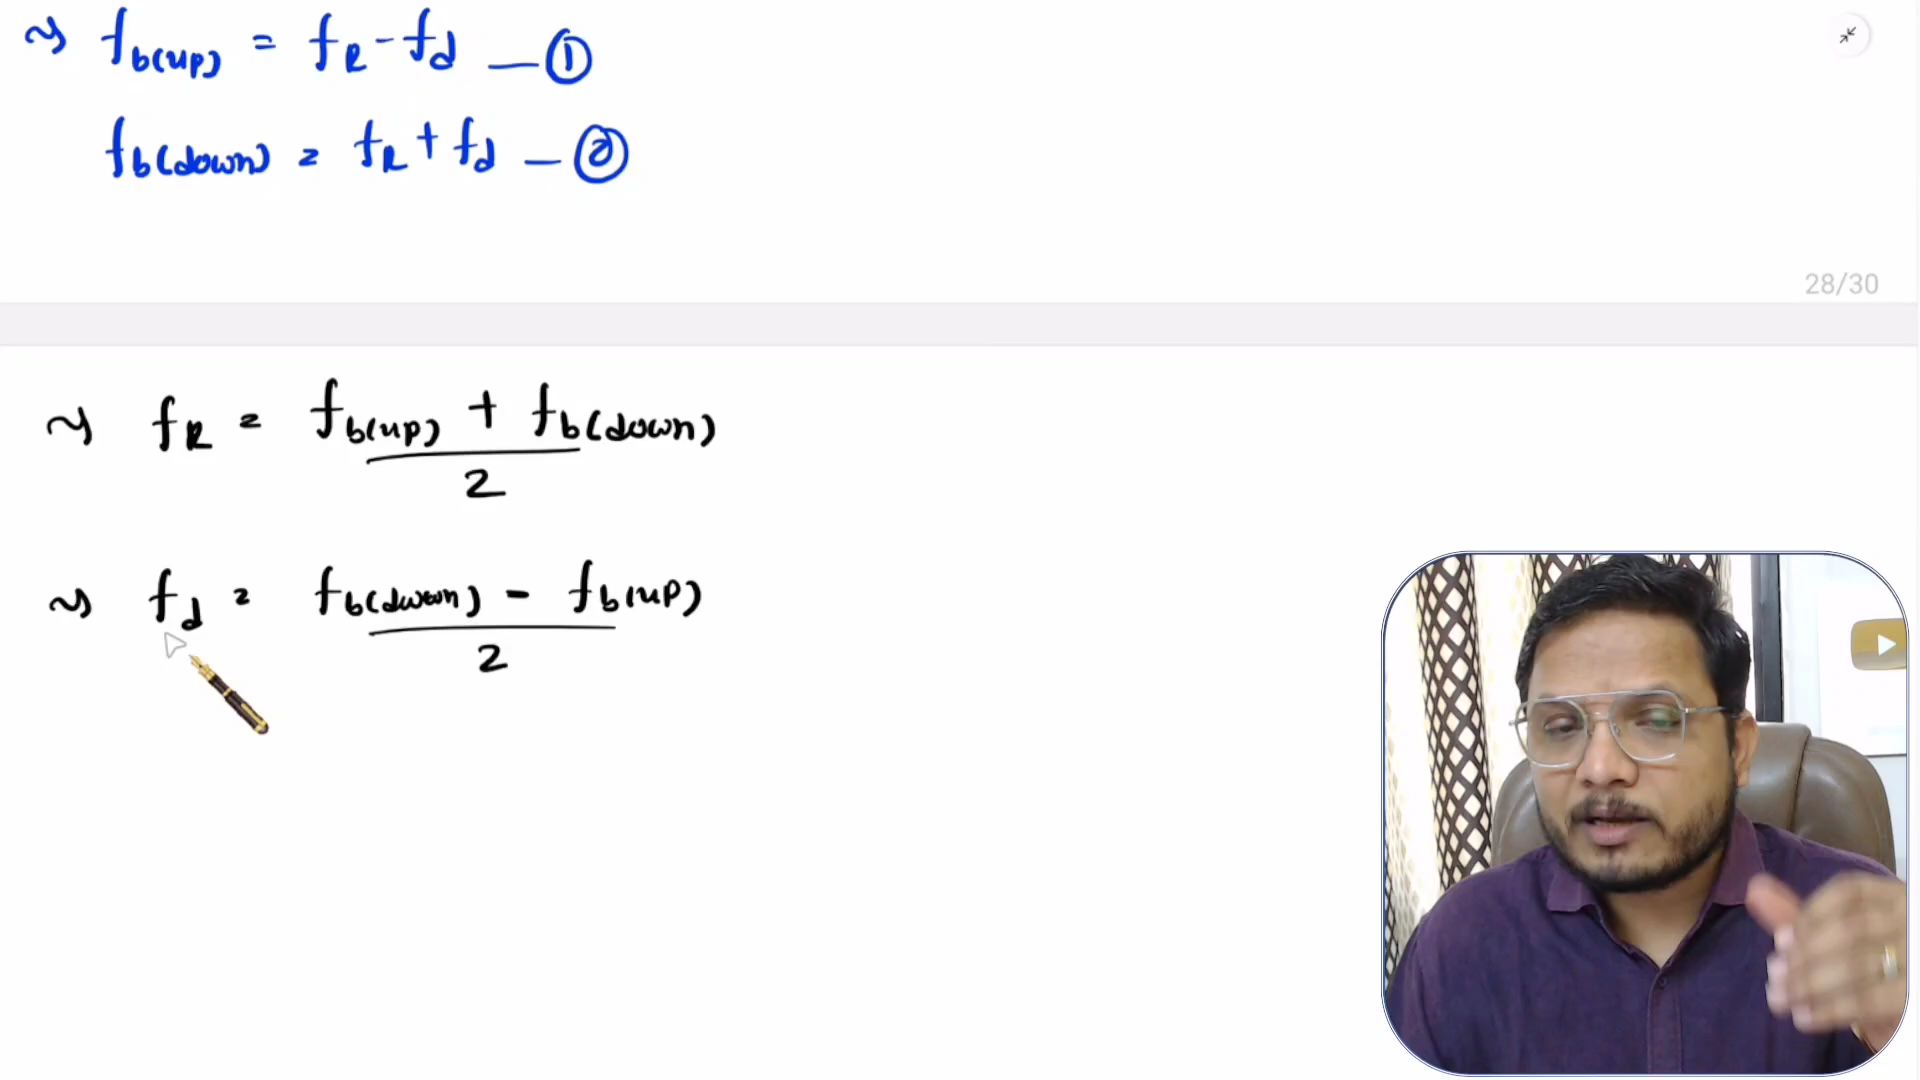 ~> fb(up) = fR - fd — ①
fb(down) = fR + fd — ②
28/30
~> fR = fb(up) + fb(down)
2
~> fd = fb(down) - fb(up)
2